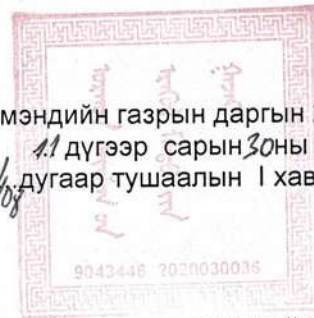 мэндийн газрын даргын
11 дүгээр сарын 30ны
дугаар тушаалын I хав
9043446 2020030036